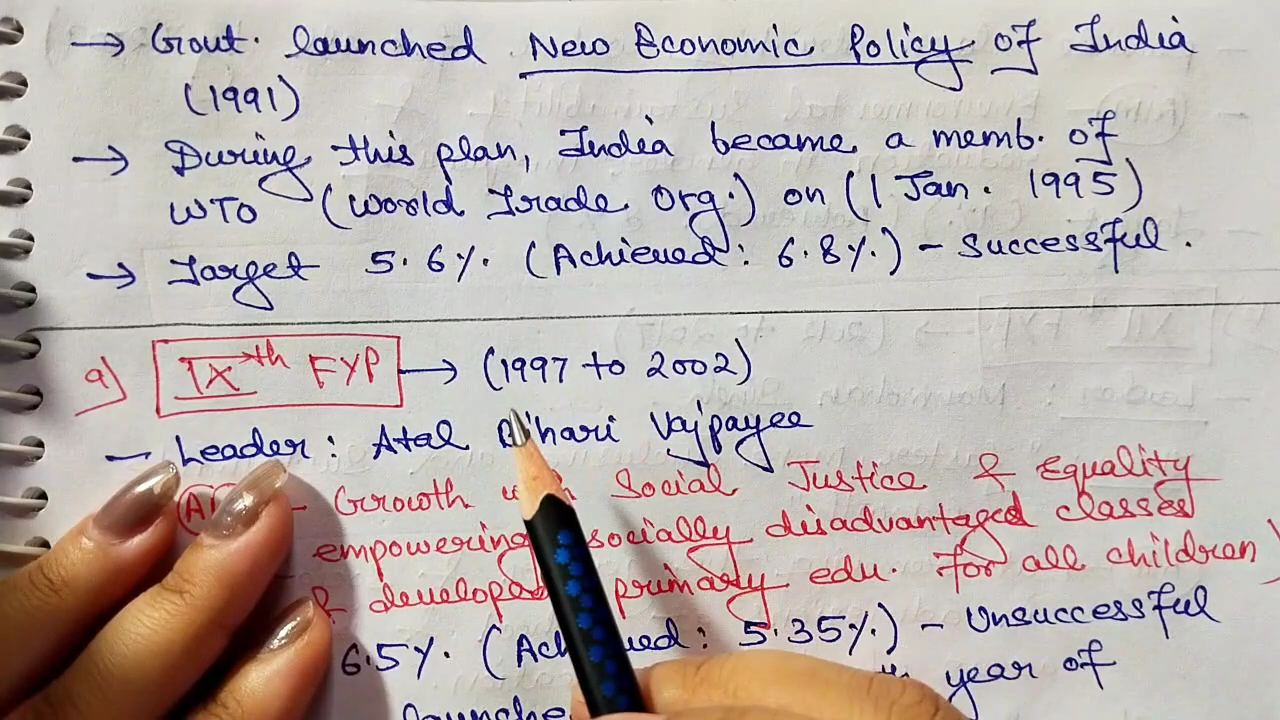 → Govt. launched New Economic Policy of India
(1991)
→ During this plan, India became a memb. of
WTO (World Trade Org.) on (1 Jan. 1995)
→ Target 5.6%. (Achieved: 6.8%.) - Successful.
9) IXth FYP → (1997 to 2002)
- Leader: Atal Bihari Vajpayee
- Growth Social Justice & Equality
empowering socially disadvantaged classes
& developed primary edu. for all children)
6.5%. (Achieved: 5.35%.) - Unsuccessful
year of